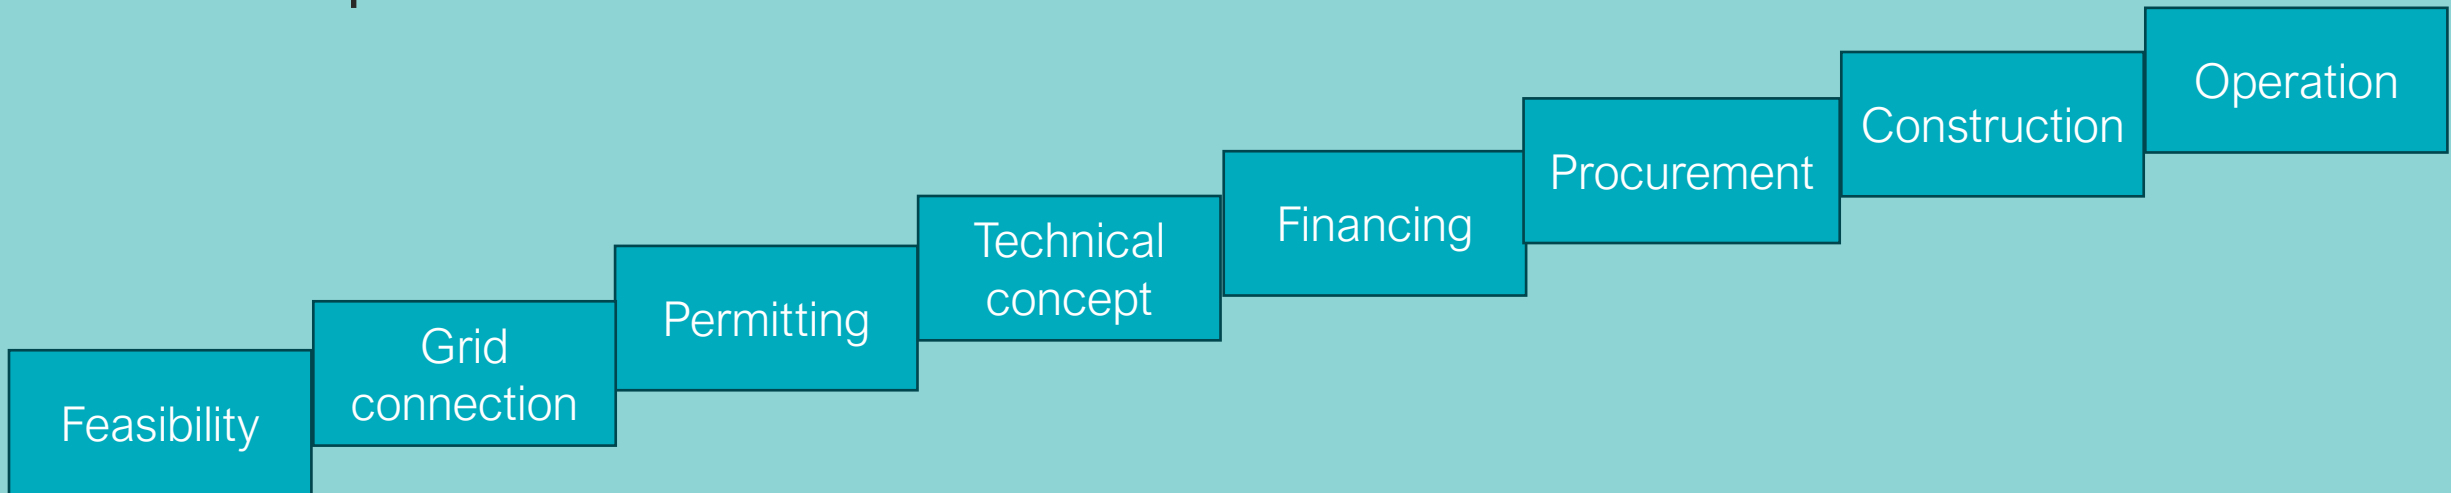 Feasibility
Grid
connection
Permitting
Technical
concept
Financing
Procurement
Construction
Operation